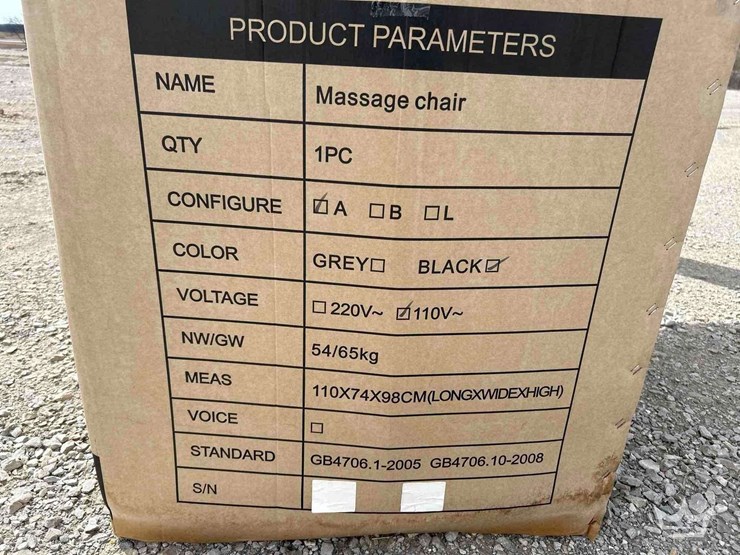 PRODUCT PARAMETERS
NAME Massage chair
QTY 1PC
CONFIGURE ☑A ☐B ☐L
COLOR GREY☐ BLACK☑
VOLTAGE ☐220V~ ☑110V~
NW/GW 54/65kg
MEAS 110X74X98CM(LONGXWIDEXHIGH)
VOICE ☐
STANDARD GB4706.1-2005 GB4706.10-2008
S/N